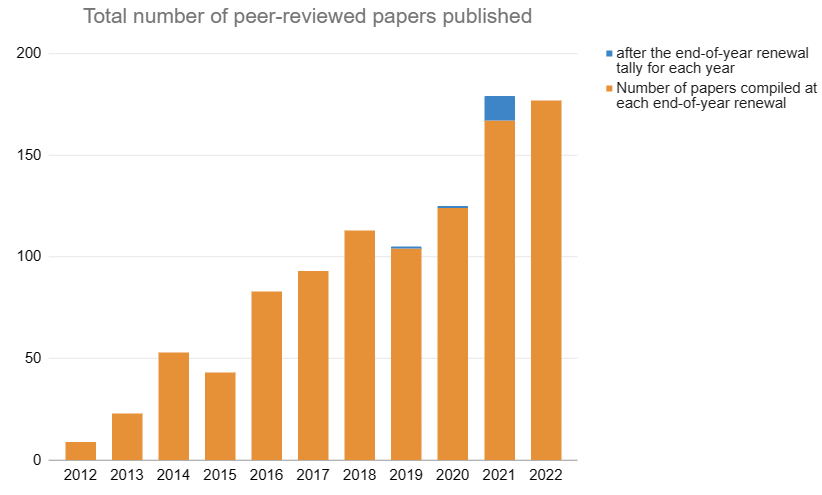 Total number of peer-reviewed papers published
200
150
100
50
0
2012 2013 2014 2015 2016 2017 2018 2019 2020 2021 2022
after the end-of-year renewal
tally for each year
Number of papers compiled at
each end-of-year renewal